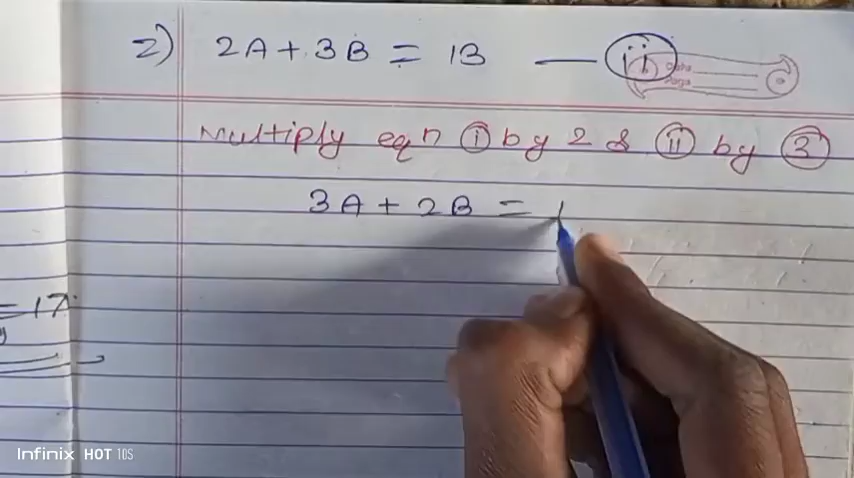 2) 2A + 3B = 13 — (ii)
Multiply eqn (i) by 2 & (ii) by (3)
3A + 2B = 1
= 17
Infinix HOT 10S